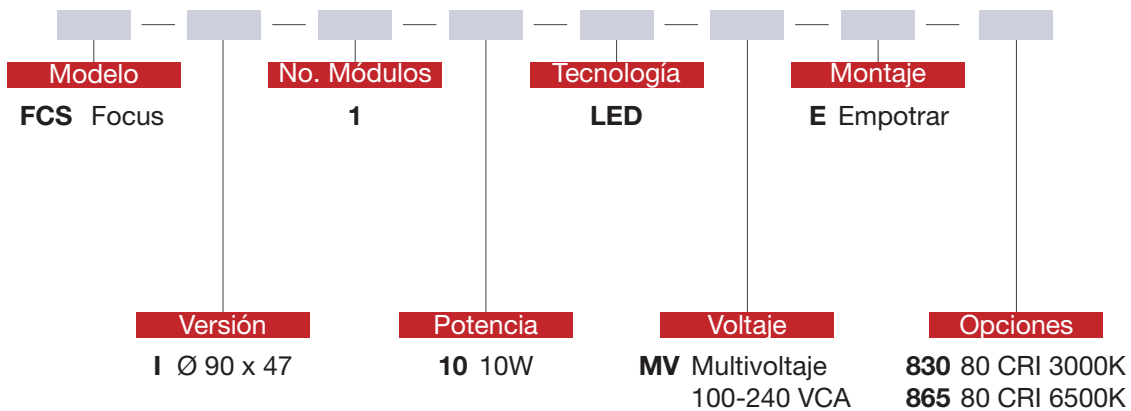 Modelo
No. Módulos
Tecnología
Montaje
FCS Focus
1
LED
E Empotrar
Versión
Potencia
Voltaje
Opciones
I Ø 90 x 47
10 10W
MV Multivoltaje
100-240 VCA
830 80 CRI 3000K
865 80 CRI 6500K